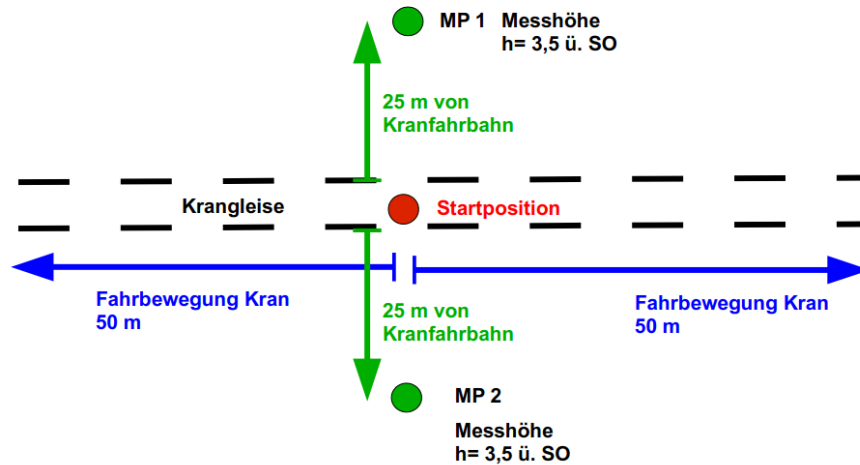 MP 1 Messhöhe
h= 3,5 ü. SO
25 m von
Kranfahrbahn
Krangleise
Startposition
Fahrbewegung Kran
50 m
25 m von
Kranfahrbahn
Fahrbewegung Kran
50 m
MP 2
Messhöhe
h= 3,5 ü. SO